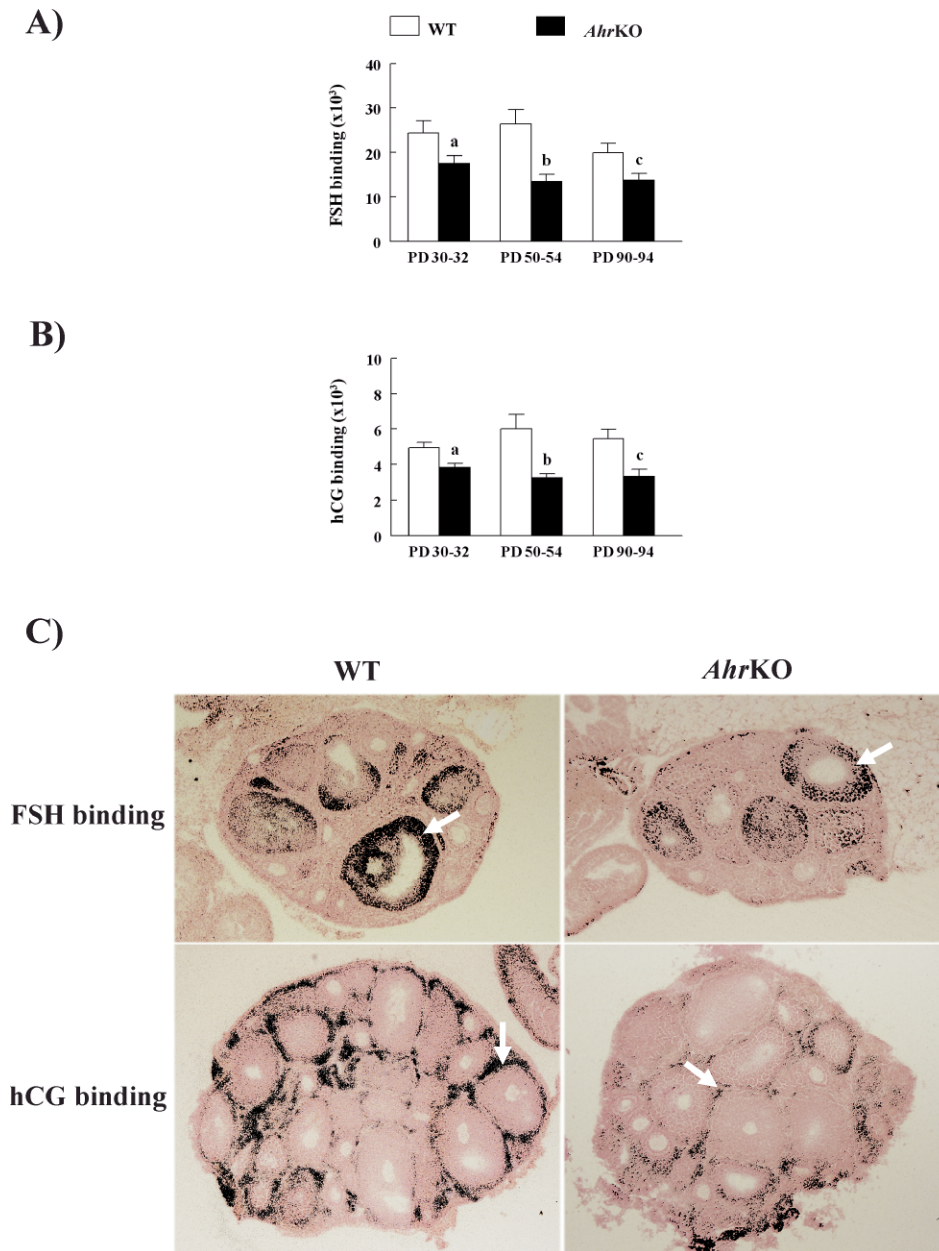 A)
WT
AhrKO
FSH binding (x10³)
40
30
20
10
0
a
b
c
PD 30-32
PD 50-54
PD 90-94
B)
hCG binding (x10³)
10
8
6
4
2
0
a
b
c
PD 30-32
PD 50-54
PD 90-94
C)
WT
AhrKO
FSH binding
hCG binding